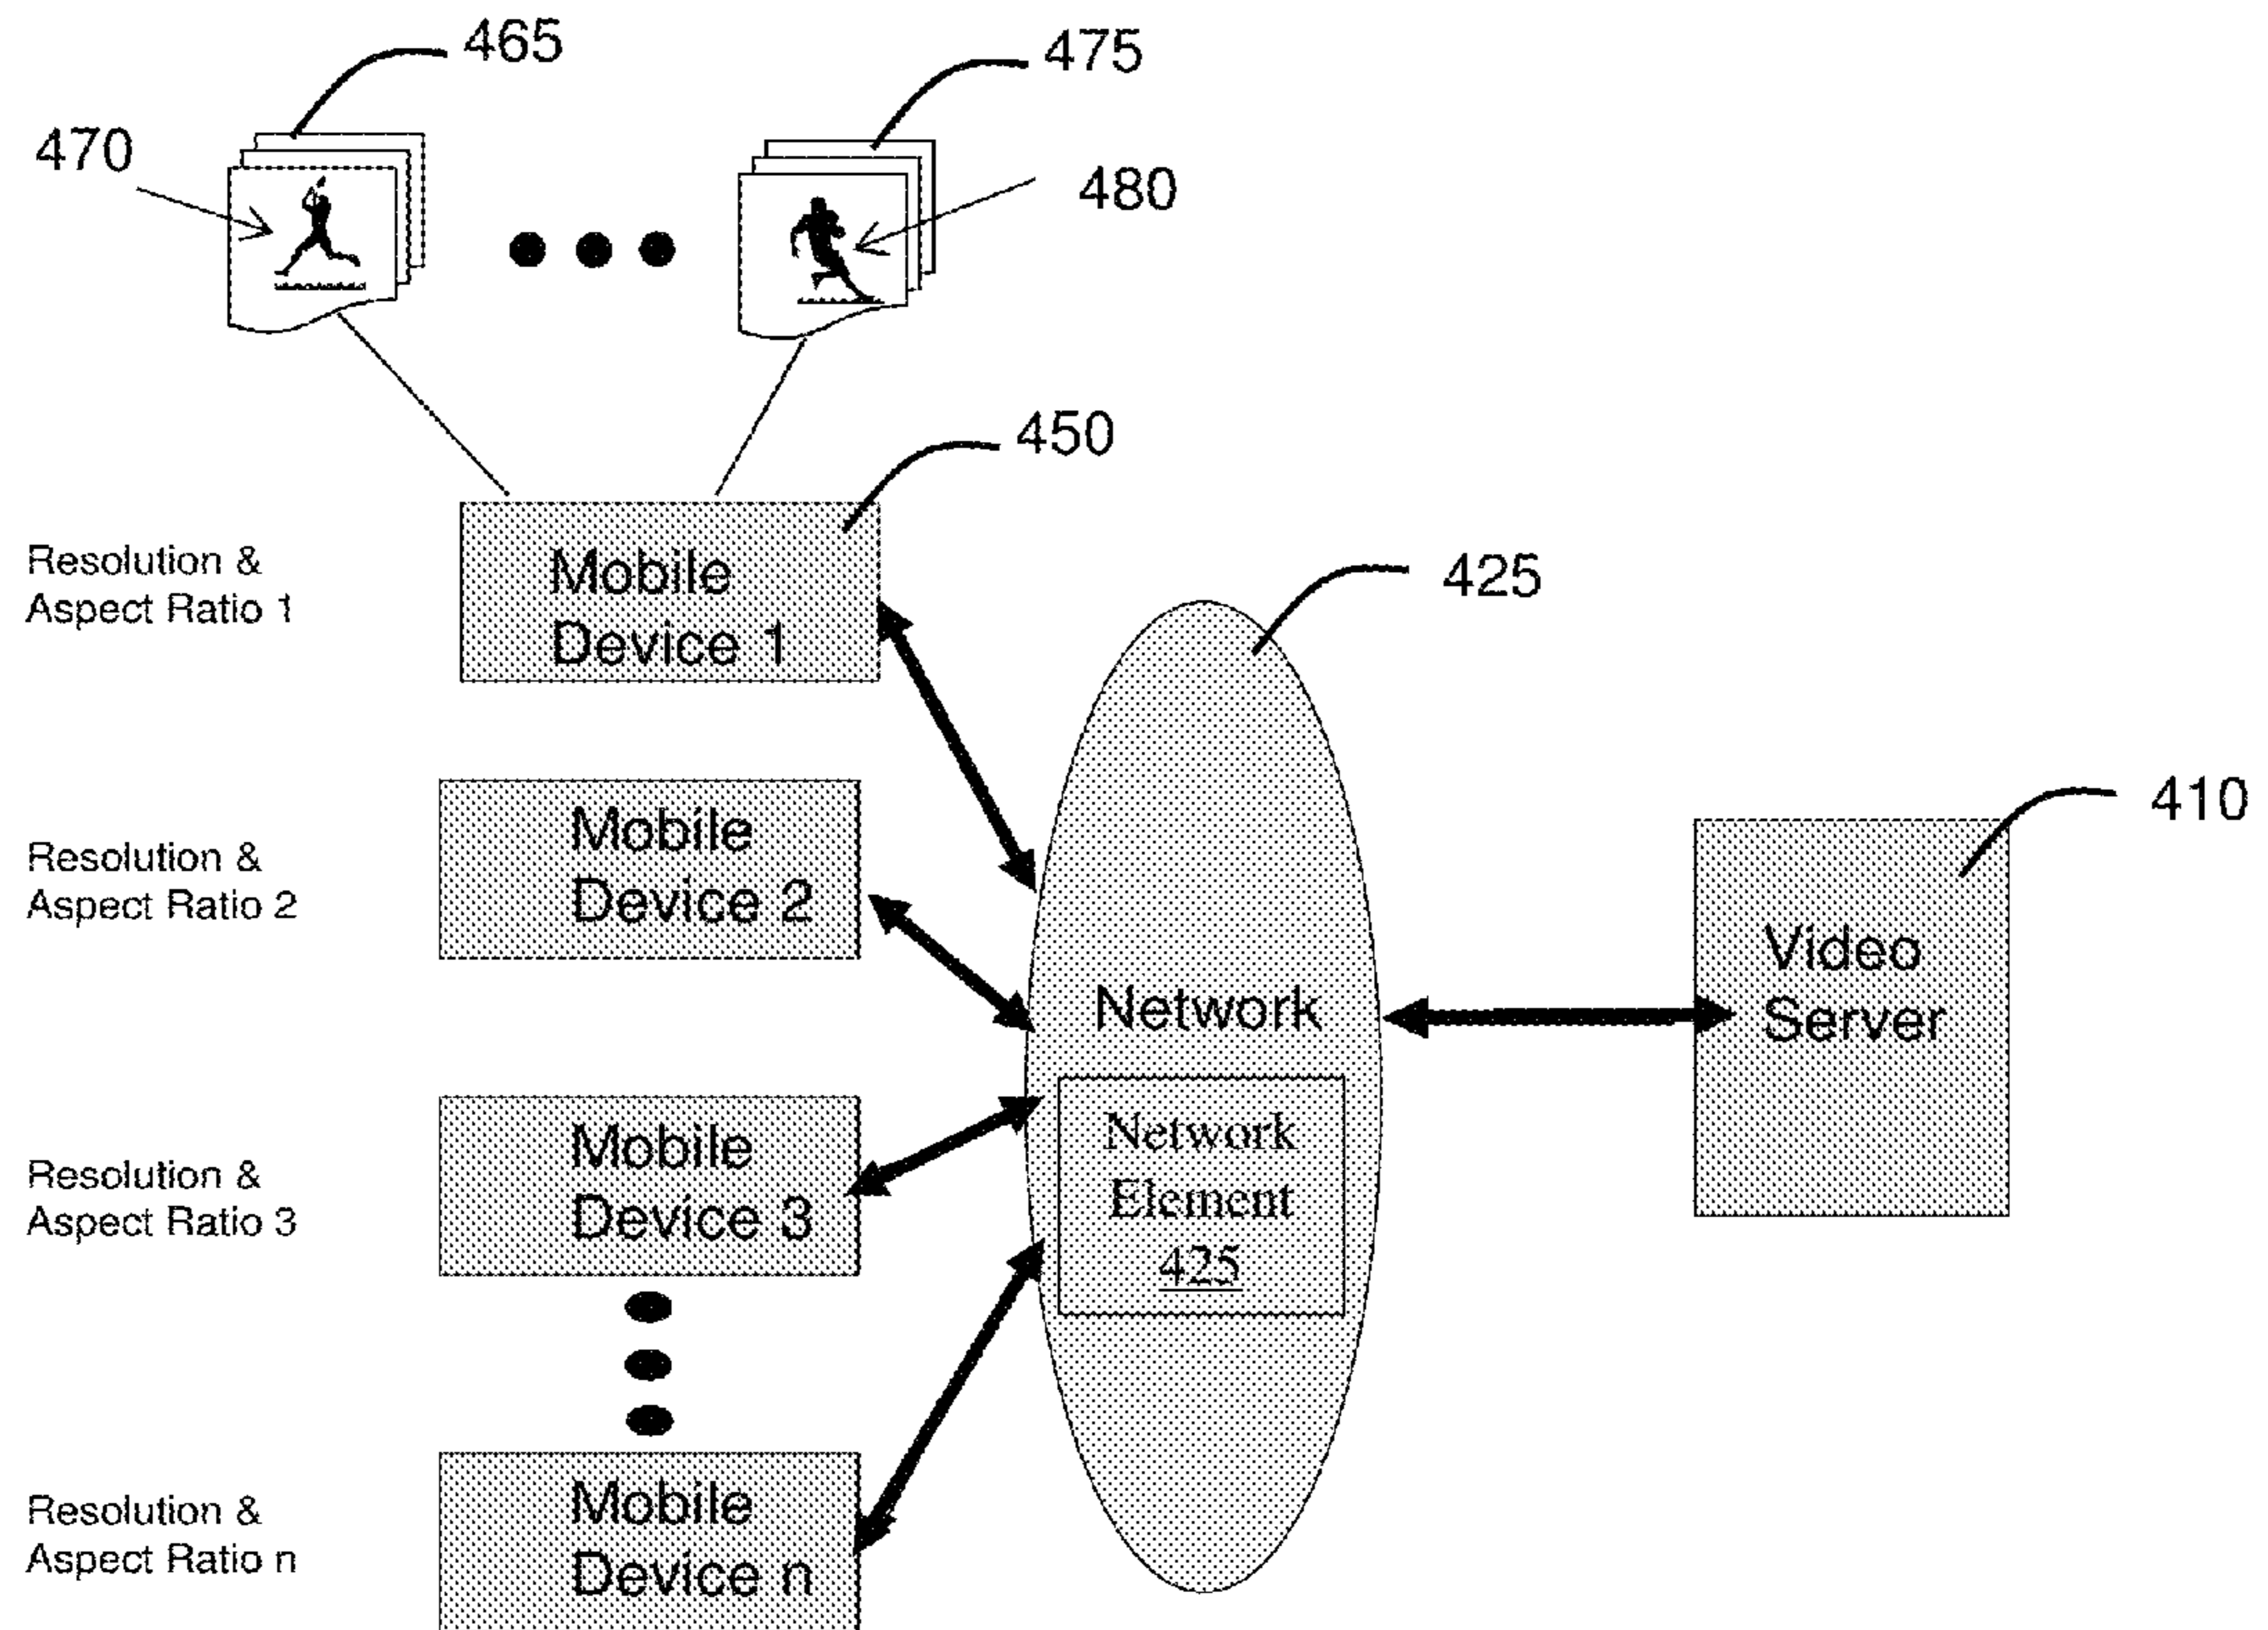 465
475
470
480
450
Resolution &
Aspect Ratio 1
Mobile
Device 1
425
Resolution &
Aspect Ratio 2
Mobile
Device 2
410
Network
Video
Server
Resolution &
Aspect Ratio 3
Mobile
Device 3
Network
Element
425
Resolution &
Aspect Ratio n
Mobile
Device n